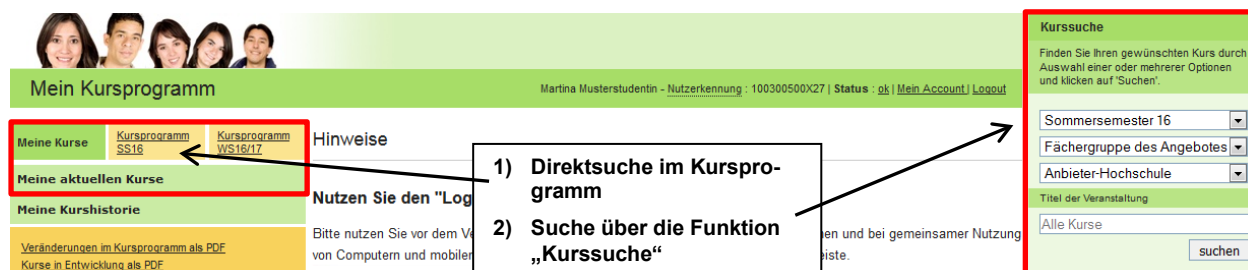 Mein Kursprogramm
Martina Musterstudentin - Nutzerkennung : 100300500X27 | Status : ok | Mein Account | Logout
Meine Kurse
Kursprogramm
SS16
Kursprogramm
WS16/17
Meine aktuellen Kurse
Meine Kurshistorie
Veränderungen im Kursprogramm als PDF
Kurse in Entwicklung als PDF
Hinweise
Nutzen Sie den "Log
Bitte nutzen Sie vor dem Ve
von Computern und mobiler
1) Direktsuche im Kurspro-
gramm
2) Suche über die Funktion
„Kurssuche“
en und bei gemeinsamer Nutzung
eiste.
Kurssuche
Finden Sie Ihren gewünschten Kurs durch
Auswahl einer oder mehrerer Optionen
und klicken auf 'Suchen'.
Sommersemester 16
Fächergruppe des Angebotes
Anbieter-Hochschule
Titel der Veranstaltung
Alle Kurse
suchen